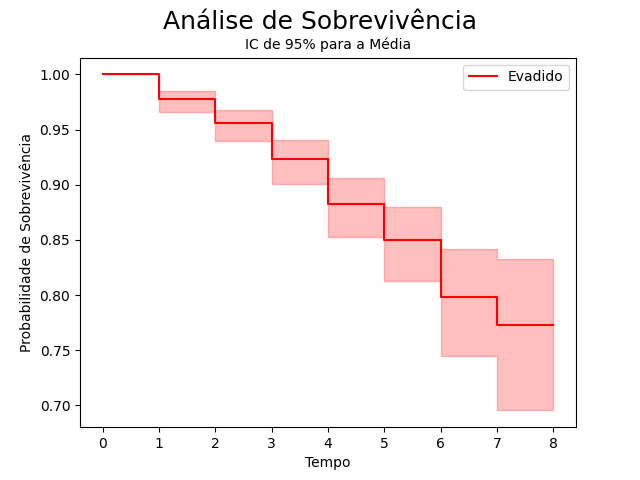 Análise de Sobrevivência
IC de 95% para a Média
Evadido
Probabilidade de Sobrevivência
1.00
0.95
0.90
0.85
0.80
0.75
0.70
0 1 2 3 4 5 6 7 8
Tempo